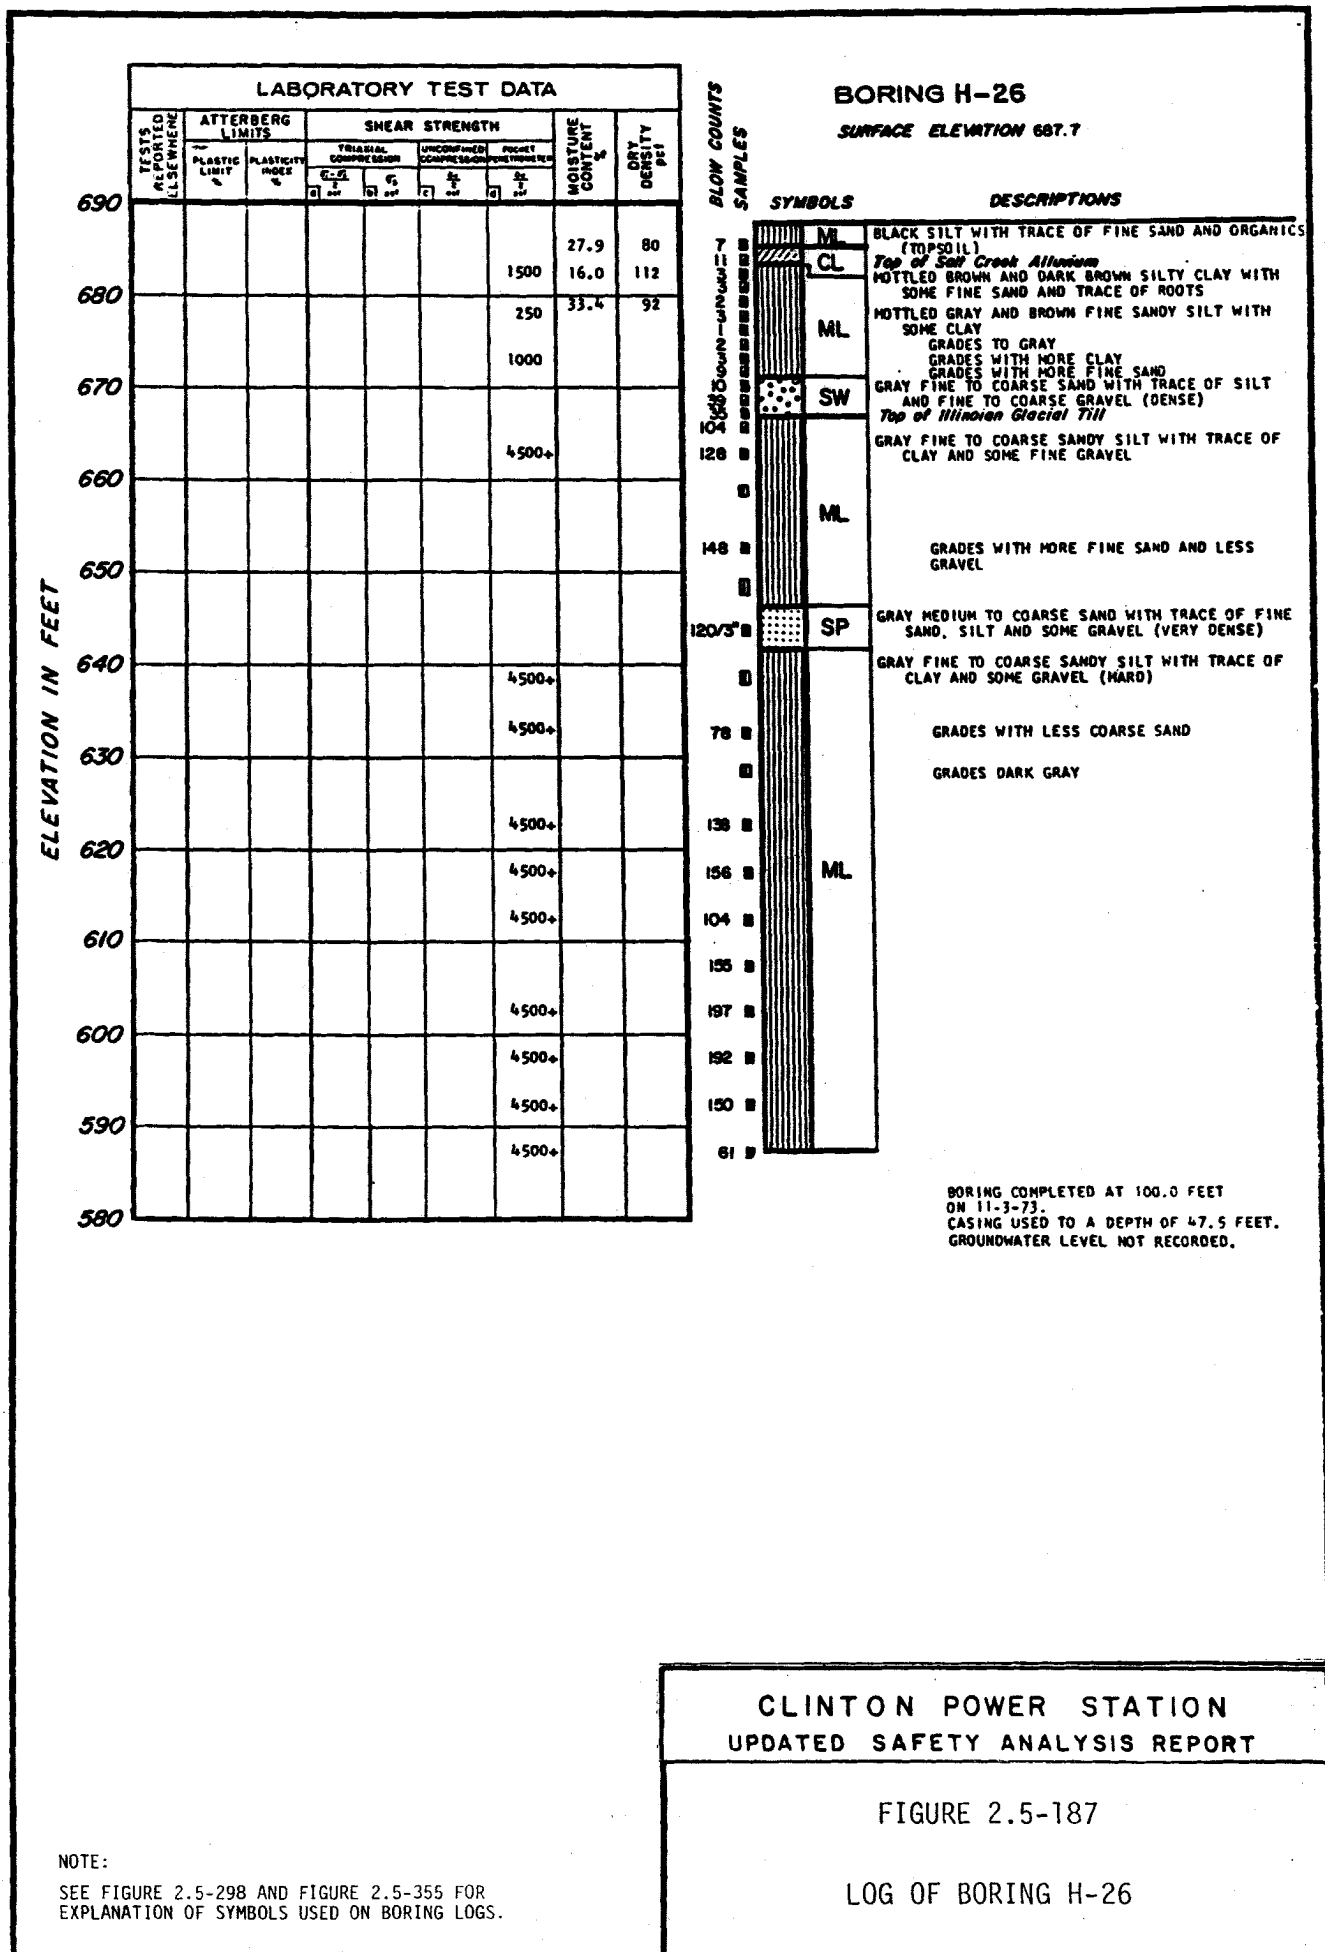 LABORATORY TEST DATA
TESTS REPORTED ELSEWHERE
ATTERBERG LIMITS
PLASTIC LIMIT %
PLASTICITY INDEX %
SHEAR STRENGTH
TRIAXIAL COMPRESSION
UNCONFINED COMPRESSION
POCKET PENETROMETER
MOISTURE CONTENT %
DRY DENSITY pcf
BLOW COUNTS
SAMPLES
BORING H-26
SURFACE ELEVATION 687.7
SYMBOLS
DESCRIPTIONS
ELEVATION IN FEET
690
680
670
660
650
640
630
620
610
600
590
580
27.9 80
1500 16.0 112
250 33.4 92
1000
4500+
4500+
4500+
4500+
4500+
4500+
4500+
4500+
4500+
4500+
7
11
3
2
3
1
2
3
104
128
148
120/3"
78
138
156
104
155
197
192
150
61
ML
CL
ML
SW
ML
SP
ML
BLACK SILT WITH TRACE OF FINE SAND AND ORGANICS
(TOPSOIL)
Top of Salt Creek Alluvium
MOTTLED BROWN AND DARK BROWN SILTY CLAY WITH
SOME FINE SAND AND TRACE OF ROOTS
MOTTLED GRAY AND BROWN FINE SANDY SILT WITH
SOME CLAY
GRADES TO GRAY
GRADES WITH MORE CLAY
GRADES WITH MORE FINE SAND
GRAY FINE TO COARSE SAND WITH TRACE OF SILT
AND FINE TO COARSE GRAVEL (DENSE)
Top of Illinoian Glacial Till
GRAY FINE TO COARSE SANDY SILT WITH TRACE OF
CLAY AND SOME FINE GRAVEL
GRADES WITH MORE FINE SAND AND LESS
GRAVEL
GRAY MEDIUM TO COARSE SAND WITH TRACE OF FINE
SAND, SILT AND SOME GRAVEL (VERY DENSE)
GRAY FINE TO COARSE SANDY SILT WITH TRACE OF
CLAY AND SOME GRAVEL (HARD)
GRADES WITH LESS COARSE SAND
GRADES DARK GRAY
BORING COMPLETED AT 100.0 FEET
ON 11-3-73.
CASING USED TO A DEPTH OF 47.5 FEET.
GROUNDWATER LEVEL NOT RECORDED.
CLINTON POWER STATION
UPDATED SAFETY ANALYSIS REPORT
FIGURE 2.5-187
LOG OF BORING H-26
NOTE:
SEE FIGURE 2.5-298 AND FIGURE 2.5-355 FOR
EXPLANATION OF SYMBOLS USED ON BORING LOGS.